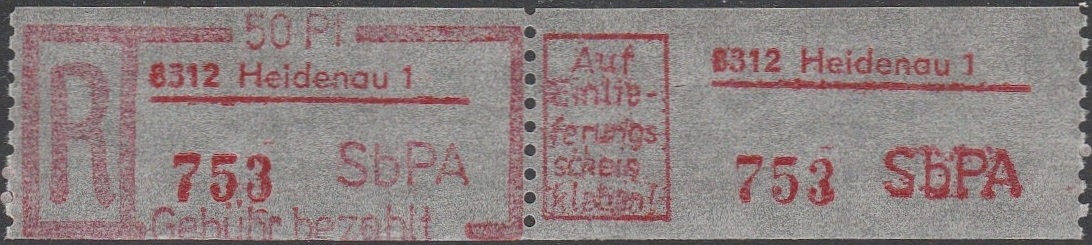 50 Pf
R
8312 Heidenau 1
753 SbPA
Gebühr bezahlt
Auf
Einlie-
ferungs
schein
kleben!
8312 Heidenau 1
753 SbPA